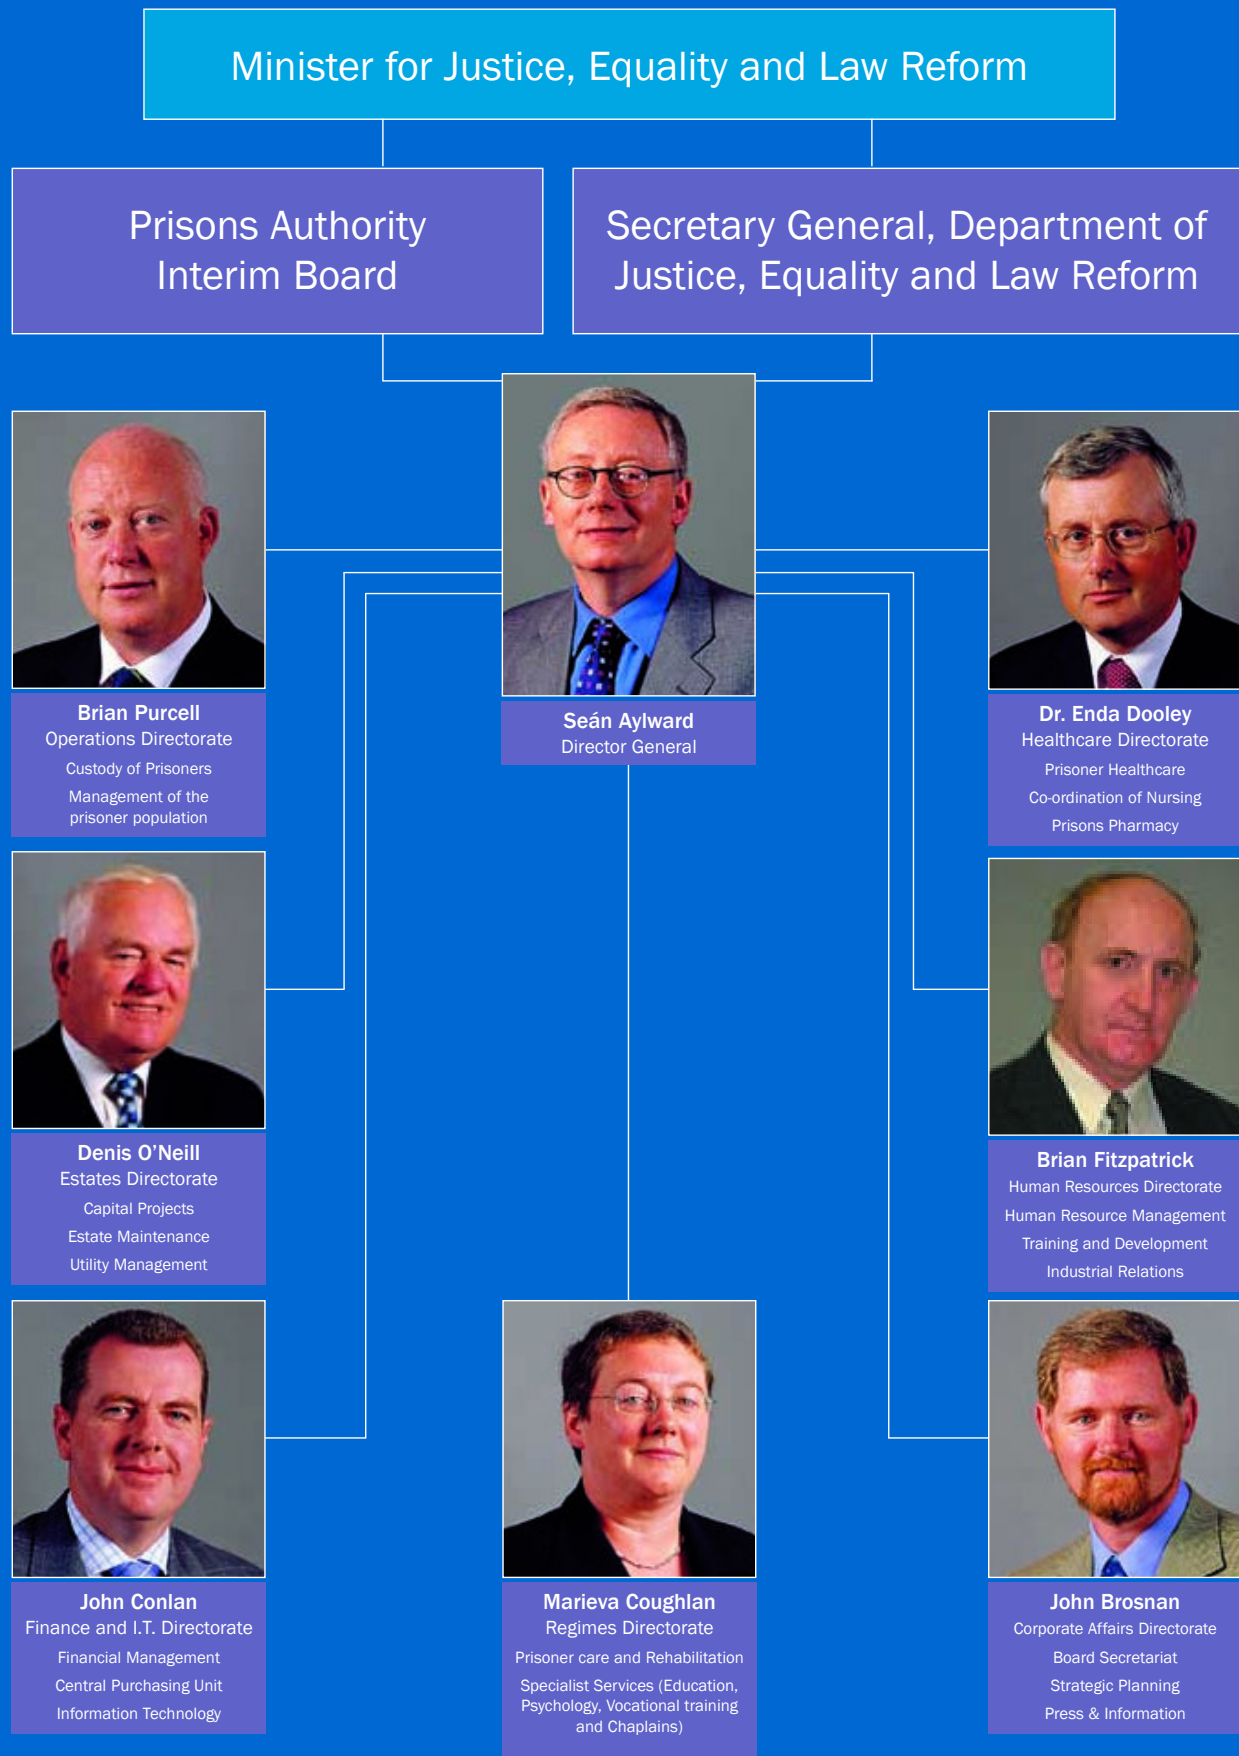 Minister for Justice, Equality and Law Reform
Prisons Authority
Interim Board
Secretary General, Department of
Justice, Equality and Law Reform
Seán Aylward
Director General
Brian Purcell
Operations Directorate
Custody of Prisoners
Management of the
prisoner population
Dr. Enda Dooley
Healthcare Directorate
Prisoner Healthcare
Co-ordination of Nursing
Prisons Pharmacy
Denis O'Neill
Estates Directorate
Capital Projects
Estate Maintenance
Utility Management
Brian Fitzpatrick
Human Resources Directorate
Human Resource Management
Training and Development
Industrial Relations
John Conlan
Finance and I.T. Directorate
Financial Management
Central Purchasing Unit
Information Technology
Marieva Coughlan
Regimes Directorate
Prisoner care and Rehabilitation
Specialist Services (Education,
Psychology, Vocational training
and Chaplains)
John Brosnan
Corporate Affairs Directorate
Board Secretariat
Strategic Planning
Press & Information